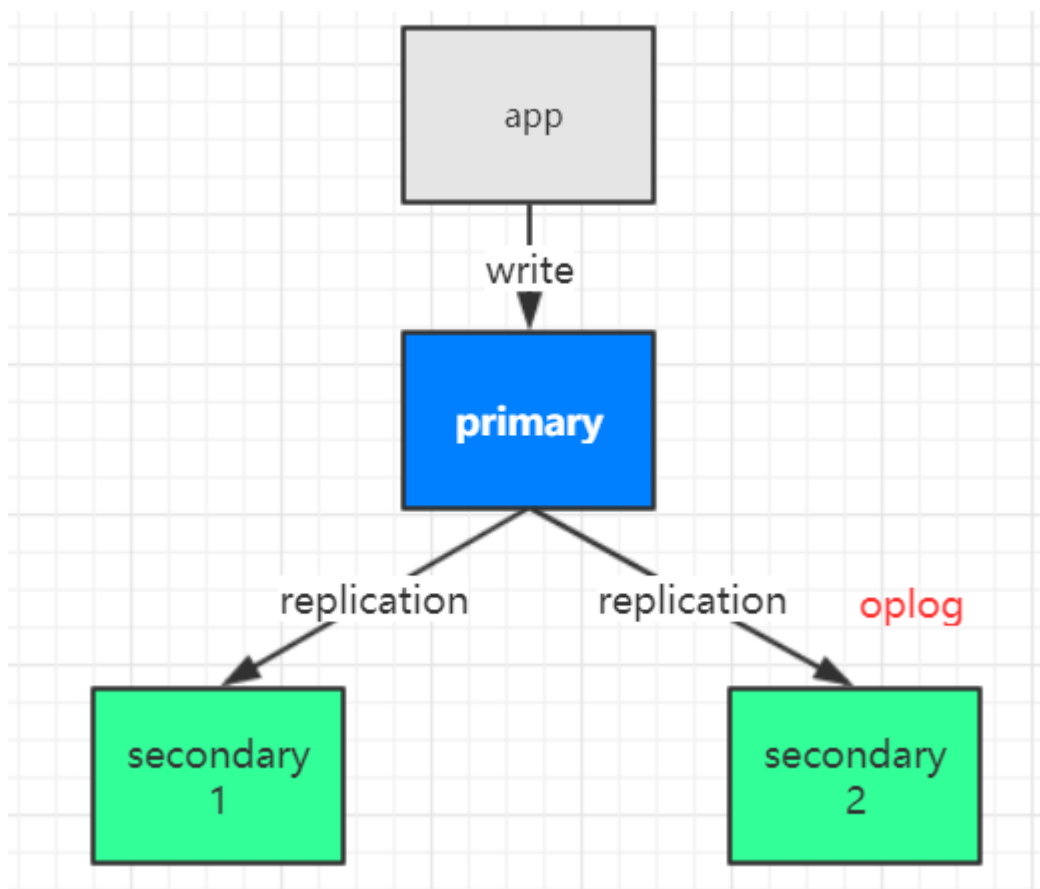 app
write
primary
replication
replication
oplog
secondary
1
secondary
2